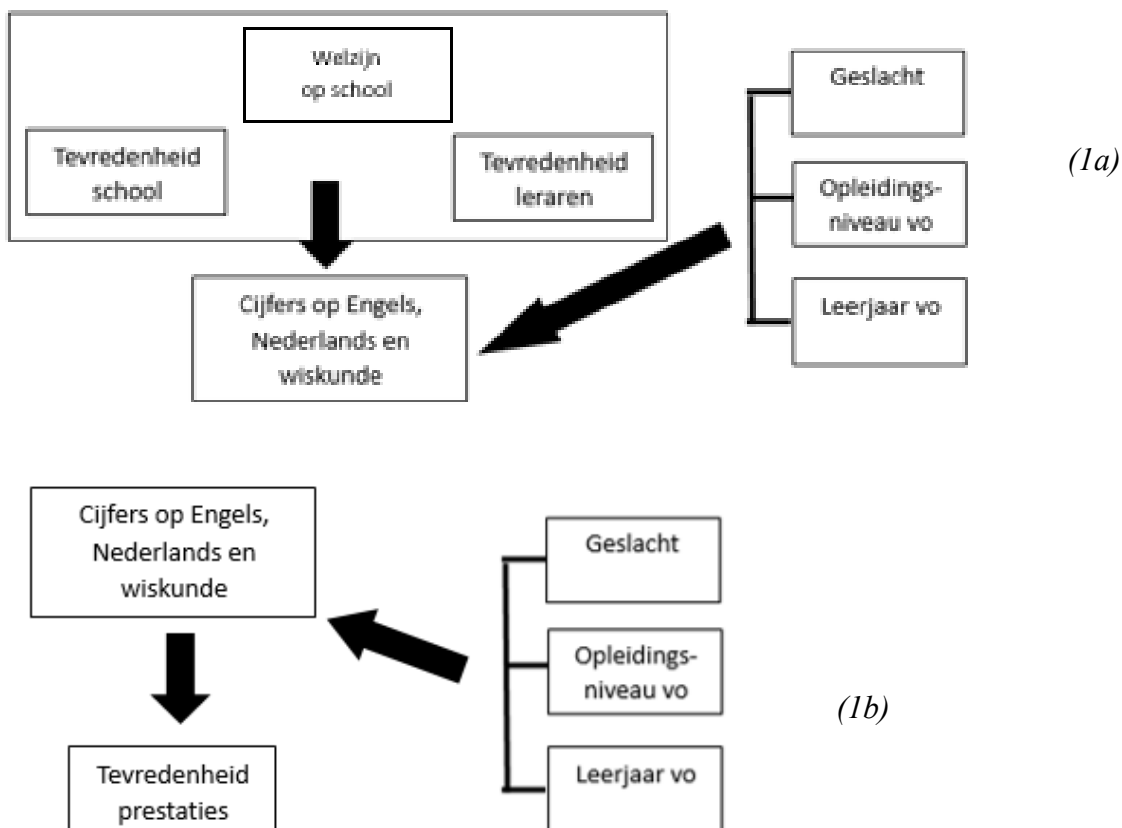 Welzijn
op school
Tevredenheid
school
Tevredenheid
leraren
Cijfers op Engels,
Nederlands en
wiskunde
Geslacht
Opleidings-
niveau vo
Leerjaar vo
(1a)
Cijfers op Engels,
Nederlands en
wiskunde
Tevredenheid
prestaties
Geslacht
Opleidings-
niveau vo
Leerjaar vo
(1b)